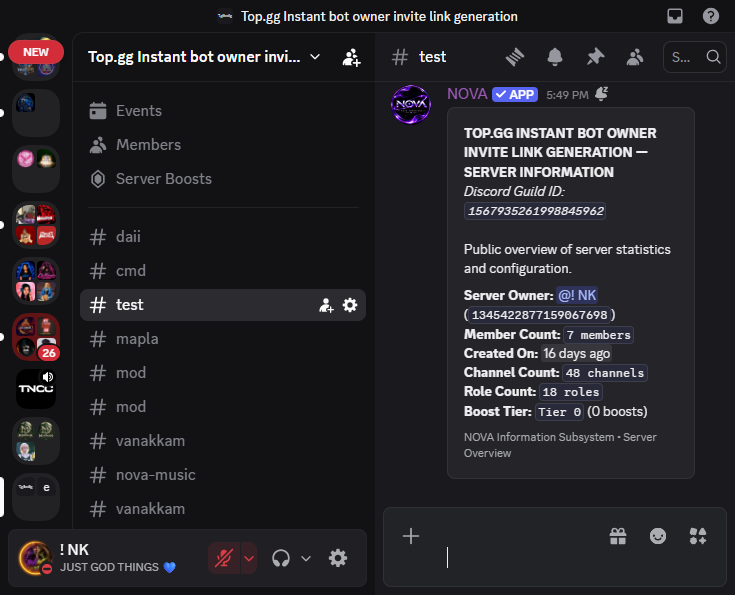 Top.gg Instant bot owner invite link generation
NEW
Top.gg Instant bot owner invi...
Events
Members
Server Boosts
daii
cmd
test
mapla
mod
mod
vanakkam
nova-music
vanakkam
26
TNCL
e
! NK
JUST GOD THINGS 💙
# test
S...
NOVA
NOVA ✓ APP 5:49 PM
TOP.GG INSTANT BOT OWNER
INVITE LINK GENERATION —
SERVER INFORMATION
Discord Guild ID:
1567935261998845962
Public overview of server statistics
and configuration.
Server Owner: @! NK
(1345422877159067698)
Member Count: 7 members
Created On: 16 days ago
Channel Count: 48 channels
Role Count: 18 roles
Boost Tier: Tier 0 (0 boosts)
NOVA Information Subsystem • Server
Overview